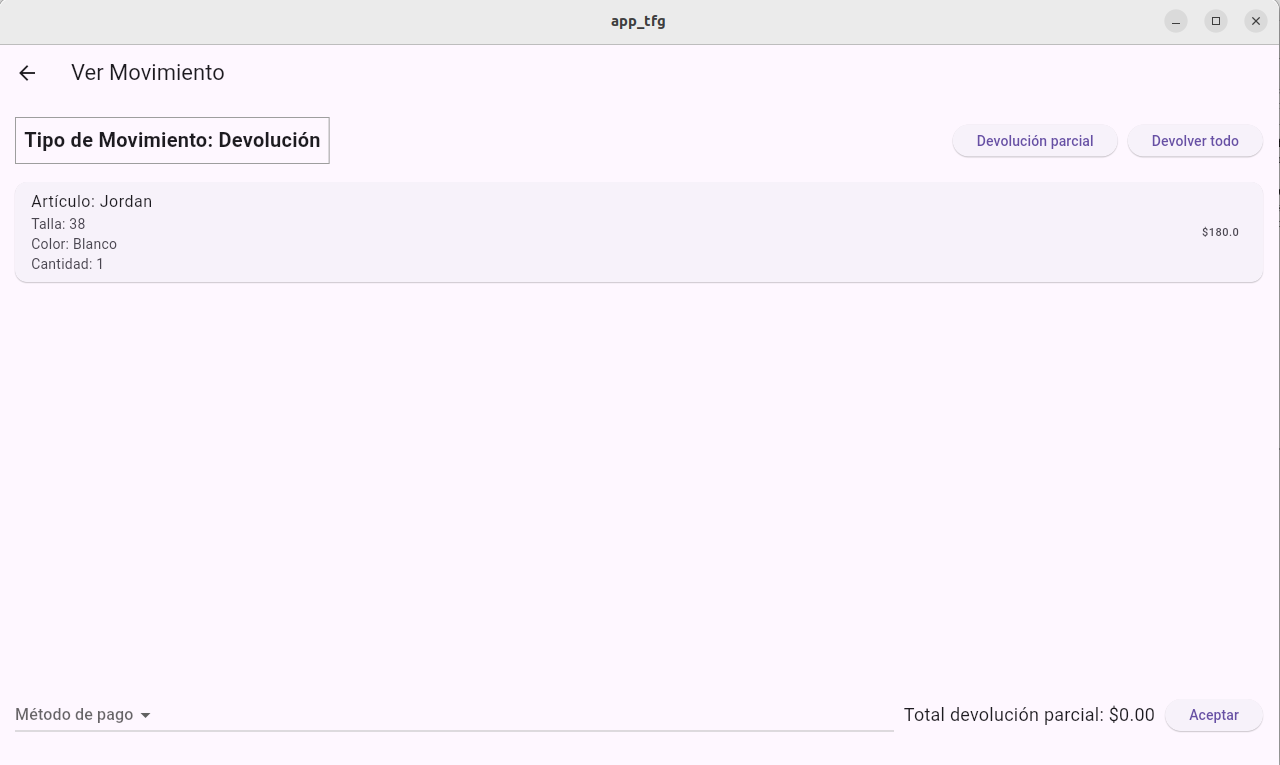 app_tfg
Ver Movimiento
Tipo de Movimiento: Devolución
Devolución parcial
Devolver todo
Artículo: Jordan
Talla: 38
Color: Blanco
Cantidad: 1
$180.0
Método de pago
Total devolución parcial: $0.00
Aceptar